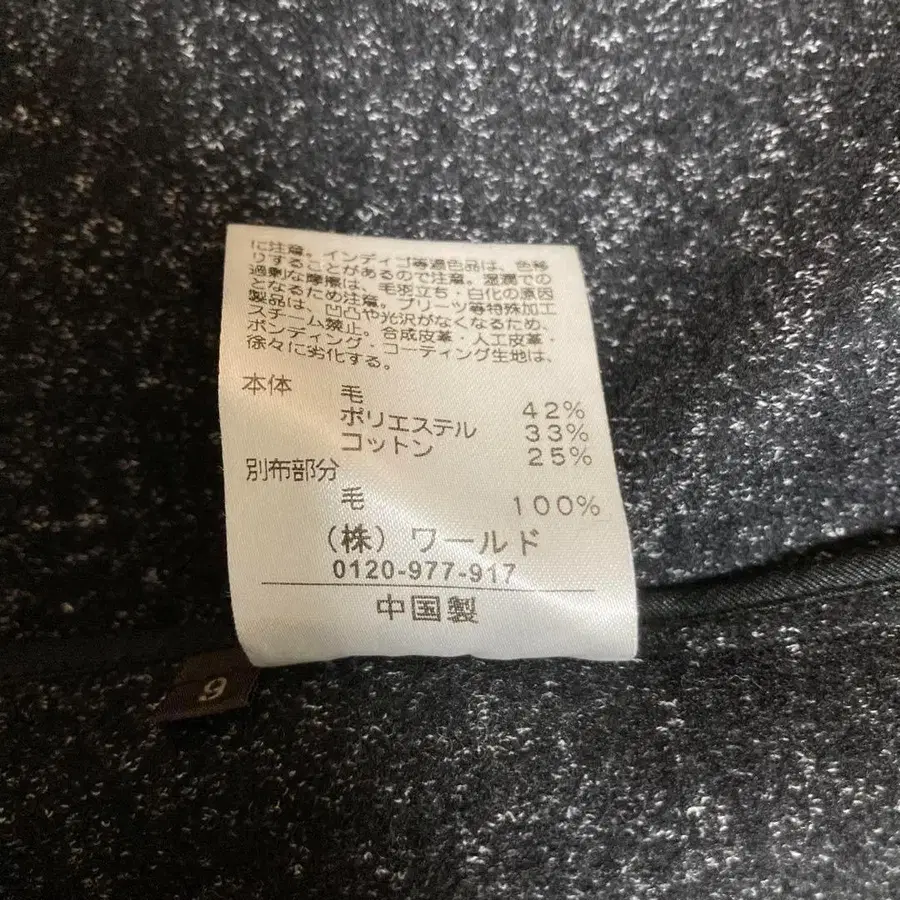 に注意。インディゴ等濃色品は、色移
りすることがあるので注意。湿潤での
過剰な摩擦は、毛羽立ち・白化の原因
となるため注意。プリーツ等特殊加工
製品は、凹凸や光沢がなくなるため、
スチーム禁止。合成皮革・人工皮革・
ボンディング・コーティング生地は、
徐々に劣化する。
本体 毛 42%
ポリエステル 33%
コットン 25%
別布部分
毛 100%
(株) ワールド
0120-977-917
中国製
9